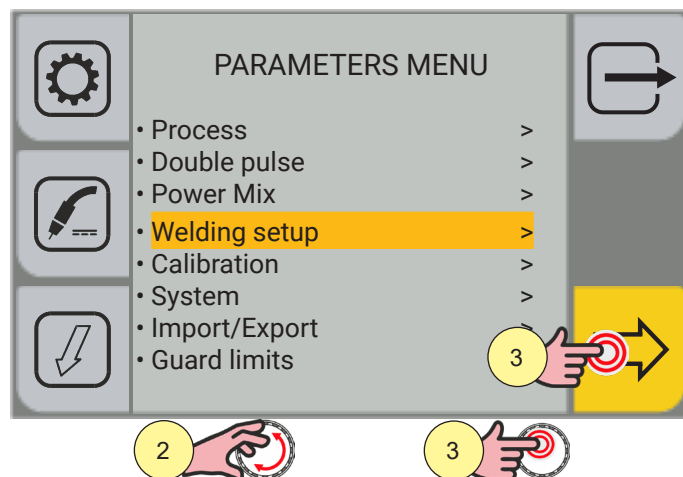 PARAMETERS MENU
• Process >
• Double pulse >
• Power Mix >
• Welding setup >
• Calibration >
• System >
• Import/Export >
• Guard limits
3
2
3